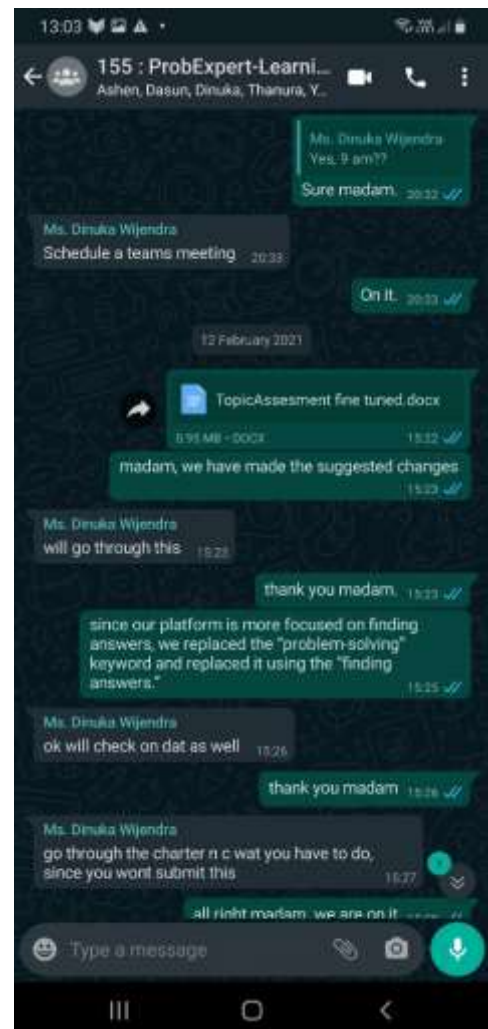 13:03
155 : ProbExpert-Learni...
Ashen, Dasun, Dinuka, Thanura, Y...
Ms. Dinuka Wijendra
Yes, 9 am??
Sure madam. 20:32
Ms. Dinuka Wijendra
Schedule a teams meeting 20:33
On it. 20:33
12 February 2021
TopicAssesment fine tuned.docx
6.95 MB • DOCX
madam, we have made the suggested changes
15:23
Ms. Dinuka Wijendra
will go through this
thank you madam. 15:23
since our platform is more focused on finding
answers, we replaced the "problem-solving"
keyword and replaced it using the "finding
answers."
15:25
Ms. Dinuka Wijendra
ok will check on dat as well 15:26
thank you madam 15:26
Ms. Dinuka Wijendra
go through the charter n c wat you have to do,
since you wont submit this 15:27
all right madam, we are on it
Type a message